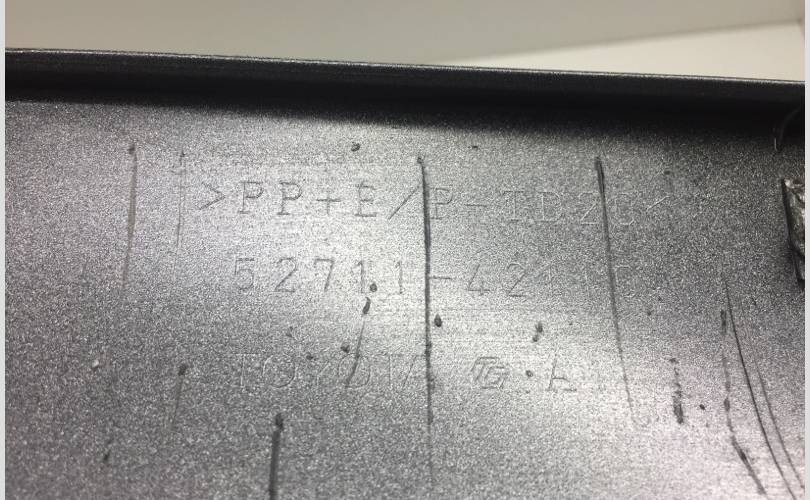 >PP+E/P-TD20<
52711-42110
TOYOTA A